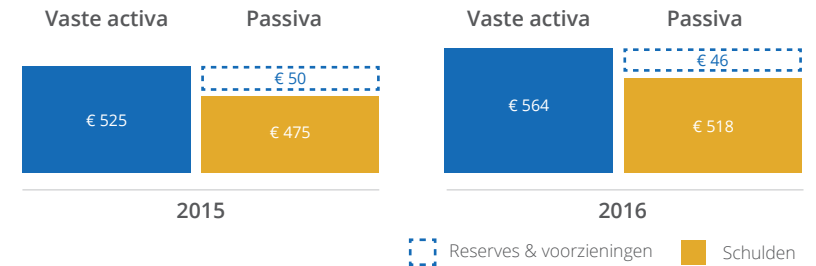 Vaste activa Passiva Vaste activa Passiva
€ 50 € 46
€ 525 € 475 € 564 € 518
2015 2016
Reserves & voorzieningen Schulden